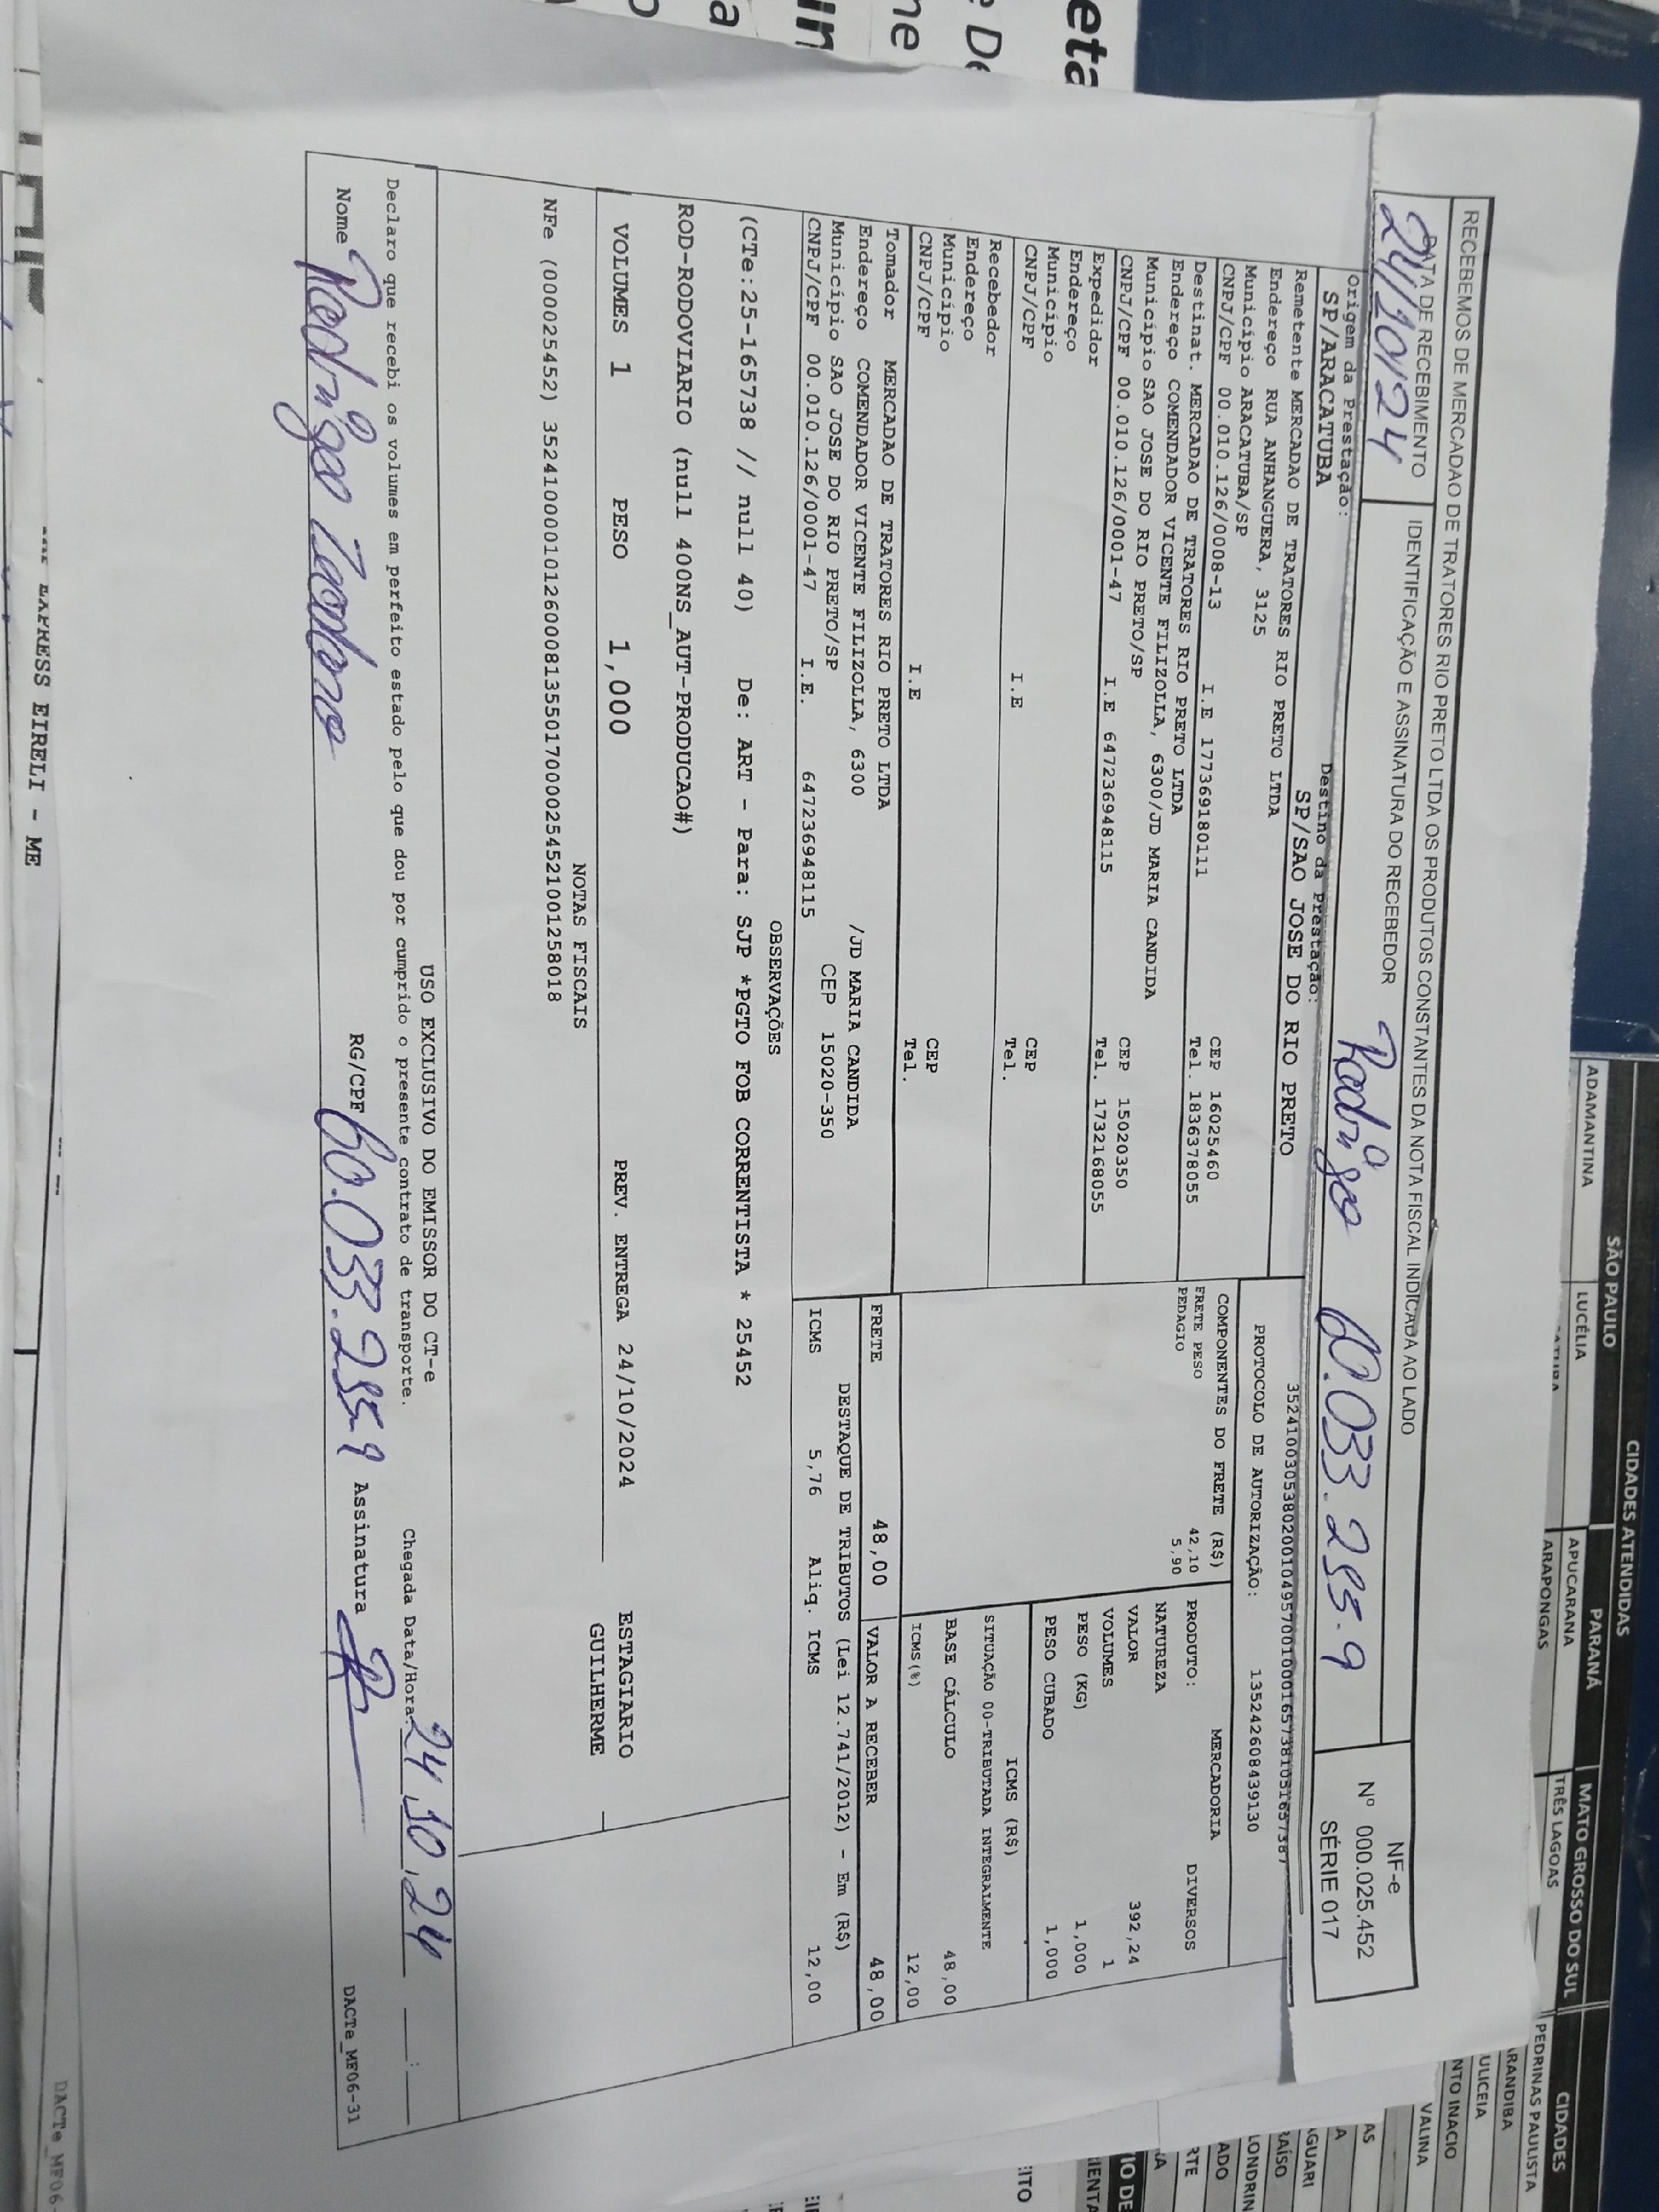 RECEBEMOS DE MERCADAO DE TRATORES RIO PRETO LTDA OS PRODUTOS CONSTANTES DA NOTA FISCAL INDICADA AO LADO
DATA DE RECEBIMENTO
24/10/24
IDENTIFICAÇÃO E ASSINATURA DO RECEBEDOR
Rodrigo 60.033.295-9
NF-e
Nº 000.025.452
SÉRIE 017
Origem da Prestação:
SP/ARACATUBA
Destino da Prestação:
SP/SAO JOSE DO RIO PRETO
Remetente MERCADAO DE TRATORES RIO PRETO LTDA
Endereço RUA ANHANGUERA, 3125
Município ARACATUBA/SP CEP 16025460
CNPJ/CPF 00.010.126/0008-13 I.E 177369180111 Tel. 1836378055
Destinat. MERCADAO DE TRATORES RIO PRETO LTDA
Endereço COMENDADOR VICENTE FILIZOLLA, 6300/JD MARIA CANDIDA
Município SAO JOSE DO RIO PRETO/SP CEP 15020350
CNPJ/CPF 00.010.126/0001-47 I.E 647236948115 Tel. 1732168055
Expedidor
Endereço
Município CEP
CNPJ/CPF I.E Tel.
Recebedor
Endereço
Município CEP
CNPJ/CPF I.E Tel.
Tomador MERCADAO DE TRATORES RIO PRETO LTDA
Endereço COMENDADOR VICENTE FILIZOLLA, 6300 /JD MARIA CANDIDA
Município SAO JOSE DO RIO PRETO/SP CEP 15020-350
CNPJ/CPF 00.010.126/0001-47 I.E. 647236948115
PROTOCOLO DE AUTORIZAÇÃO: 135242608439130
COMPONENTES DO FRETE (R$)
FRETE PESO 42,10
PEDAGIO 5,90
MERCADORIA
PRODUTO: DIVERSOS
NATUREZA
VALOR 392,24
VOLUMES 1
PESO (KG) 1,000
PESO CUBADO 1,000
ICMS (R$)
SITUAÇÃO 00-TRIBUTADA INTEGRALMENTE
BASE CÁLCULO 48,00
ICMS(%) 12,00
FRETE 48,00 VALOR A RECEBER 48,00
DESTAQUE DE TRIBUTOS (Lei 12.741/2012) - Em (R$)
ICMS 5,76 Aliq. ICMS 12,00
OBSERVAÇÕES
(CTe:25-165738 // null 40) De: ART - Para: SJP *PGTO FOB CORRENTISTA * 25452
ROD-RODOVIARIO (null 400NS_AUT-PRODUCAO#)
VOLUMES 1 PESO 1,000 PREV. ENTREGA 24/10/2024 ESTAGIARIO
GUILHERME
NOTAS FISCAIS
NFe (000025452) 35241000010126000813550170000254521001258018
USO EXCLUSIVO DO EMISSOR DO CT-e
Declaro que recebi os volumes em perfeito estado pelo que dou por cumprido o presente contrato de transporte.
Chegada Data/Hora: 24/10/24
Nome Rodrigo RG/CPF 60.033.295-9 Assinatura
DACTe_MF06-31
EXPRESS EIRELI - ME
DACTe_MF06-
CIDADES ATENDIDAS
SÃO PAULO
PARANÁ
MATO GROSSO DO SUL
CIDADES
ADAMANTINA
LUCÉLIA
APUCARANA
ARAPONGAS
TRÊS LAGOAS
PEDRINAS PAULISTA